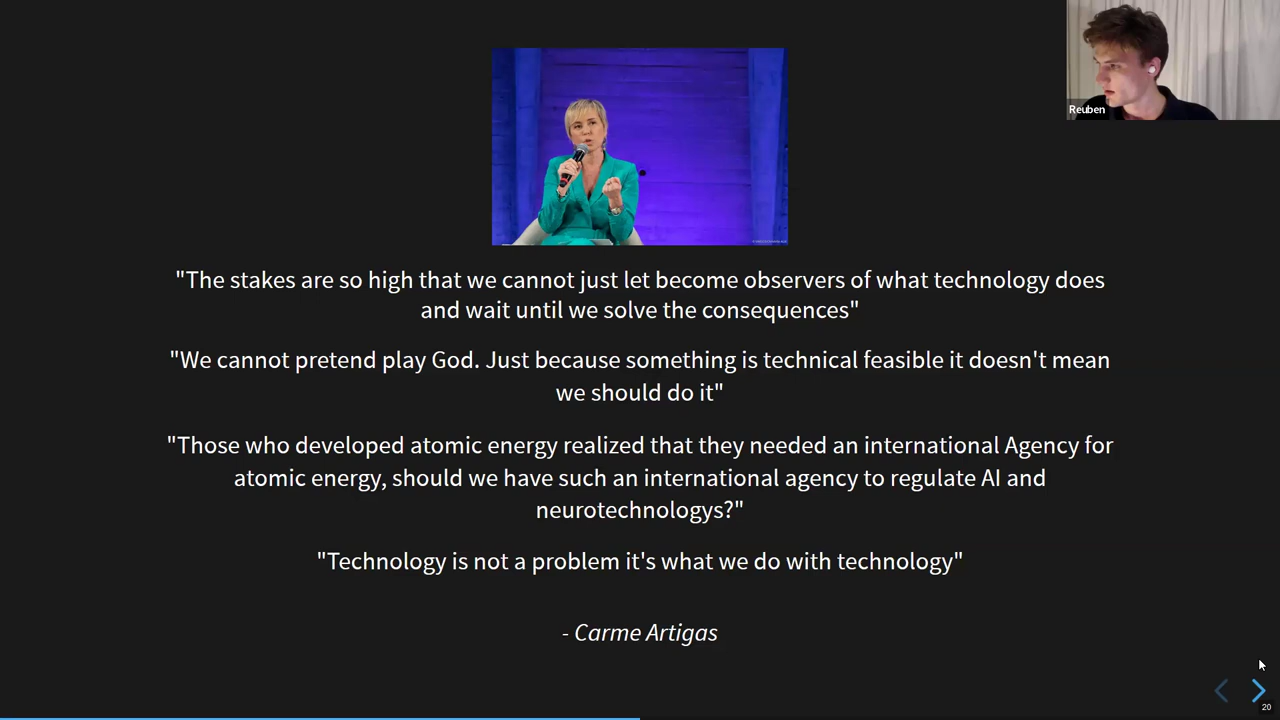 Reuben
"The stakes are so high that we cannot just let become observers of what technology does
and wait until we solve the consequences"
"We cannot pretend play God. Just because something is technical feasible it doesn't mean
we should do it"
"Those who developed atomic energy realized that they needed an international Agency for
atomic energy, should we have such an international agency to regulate AI and
neurotechnologys?"
"Technology is not a problem it's what we do with technology"
- Carme Artigas
20